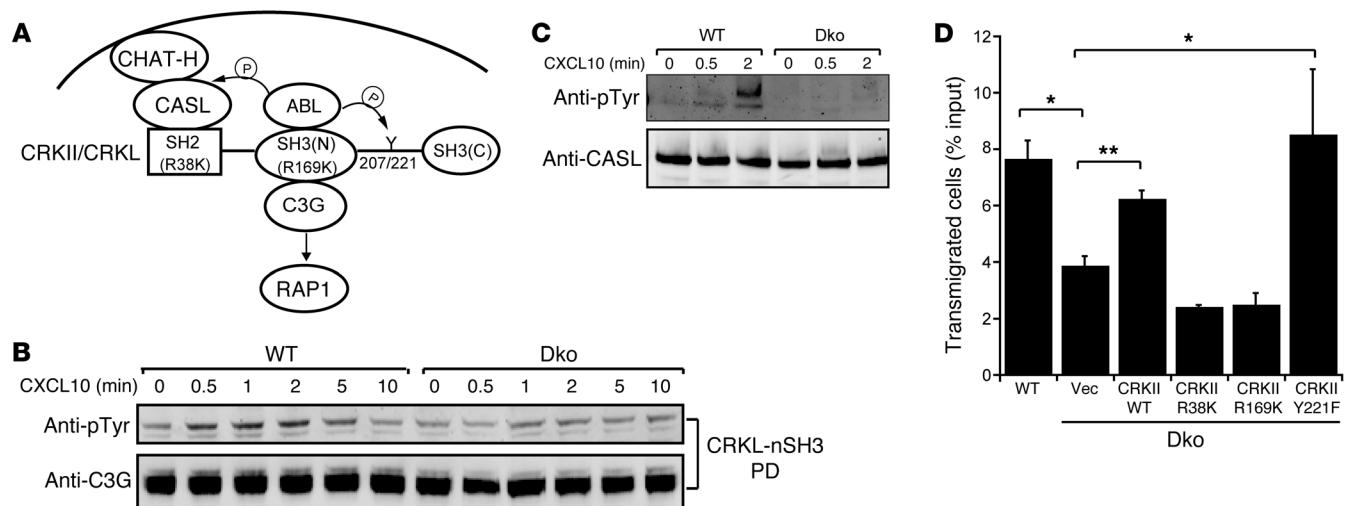 A
CHAT-H
P
P
CASL
ABL
CRKII/CRKL
SH2
(R38K)
SH3(N)
(R169K)
Y
207/221
SH3(C)
C3G
RAP1
B
WT
Dko
CXCL10 (min)
0 0.5 1 2 5 10 0 0.5 1 2 5 10
Anti-pTyr
Anti-C3G
CRKL-nSH3
PD
C
WT
Dko
CXCL10 (min)
0 0.5 2 0 0.5 2
Anti-pTyr
Anti-CASL
D
Transmigrated cells (% input)
12
10
8
6
4
2
0
*
*
**
WT
Vec
CRKII
WT
CRKII
R38K
CRKII
R169K
CRKII
Y221F
Dko